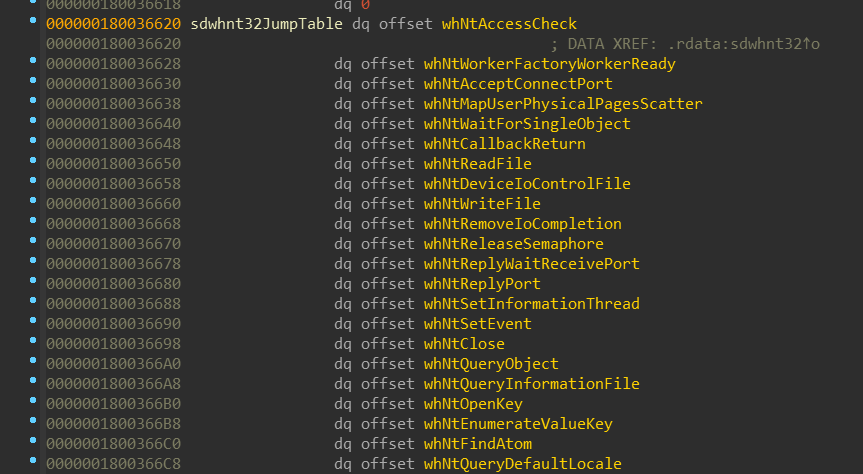 0000000180036618 dq 0
0000000180036620 sdwhnt32JumpTable dq offset whNtAccessCheck
0000000180036620 ; DATA XREF: .rdata:sdwhnt32↑o
0000000180036628 dq offset whNtWorkerFactoryWorkerReady
0000000180036630 dq offset whNtAcceptConnectPort
0000000180036638 dq offset whNtMapUserPhysicalPagesScatter
0000000180036640 dq offset whNtWaitForSingleObject
0000000180036648 dq offset whNtCallbackReturn
0000000180036650 dq offset whNtReadFile
0000000180036658 dq offset whNtDeviceIoControlFile
0000000180036660 dq offset whNtWriteFile
0000000180036668 dq offset whNtRemoveIoCompletion
0000000180036670 dq offset whNtReleaseSemaphore
0000000180036678 dq offset whNtReplyWaitReceivePort
0000000180036680 dq offset whNtReplyPort
0000000180036688 dq offset whNtSetInformationThread
0000000180036690 dq offset whNtSetEvent
0000000180036698 dq offset whNtClose
00000001800366A0 dq offset whNtQueryObject
00000001800366A8 dq offset whNtQueryInformationFile
00000001800366B0 dq offset whNtOpenKey
00000001800366B8 dq offset whNtEnumerateValueKey
00000001800366C0 dq offset whNtFindAtom
00000001800366C8 dq offset whNtQueryDefaultLocale